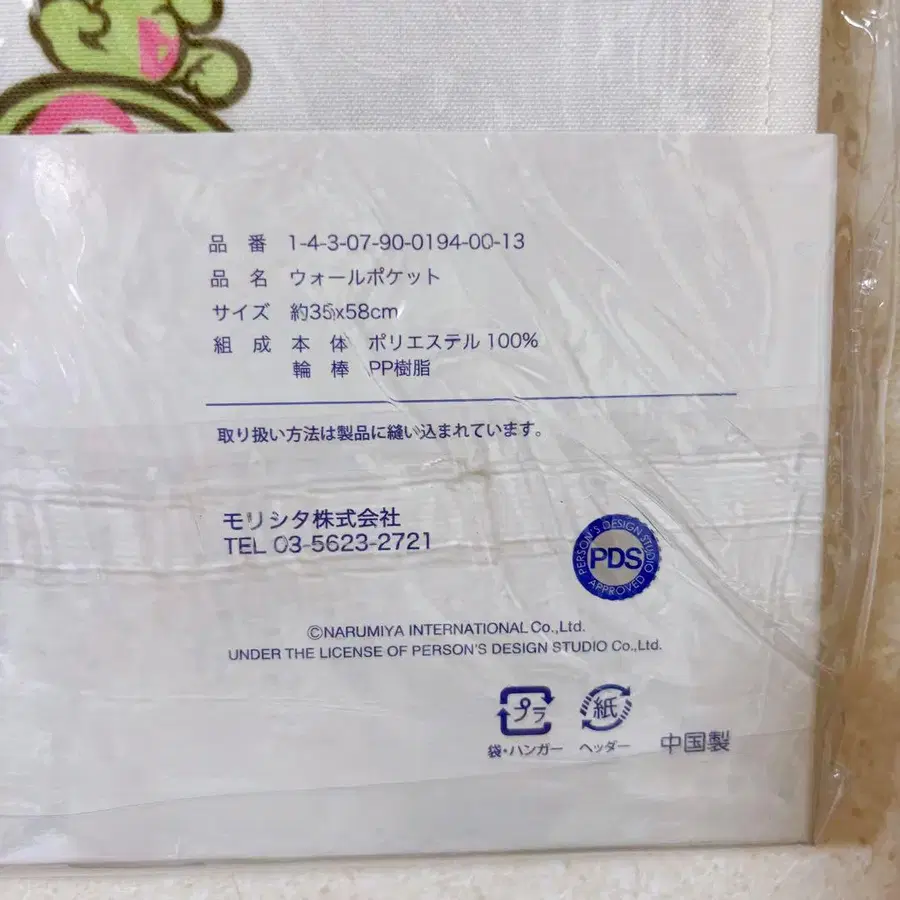 品 番 1-4-3-07-90-0194-00-13
品 名 ウォールポケット
サイズ 約35x58cm
組 成 本 体 ポリエステル 100%
輪 棒 PP樹脂
取り扱い方法は製品に縫い込まれています。
モリシタ株式会社
TEL 03-5623-2721
PERSON'S DESIGN STUDIO
PDS
APPROVED
©NARUMIYA INTERNATIONAL Co.,Ltd.
UNDER THE LICENSE OF PERSON'S DESIGN STUDIO Co.,Ltd.
プラ
紙
袋・ハンガー ヘッダー 中国製